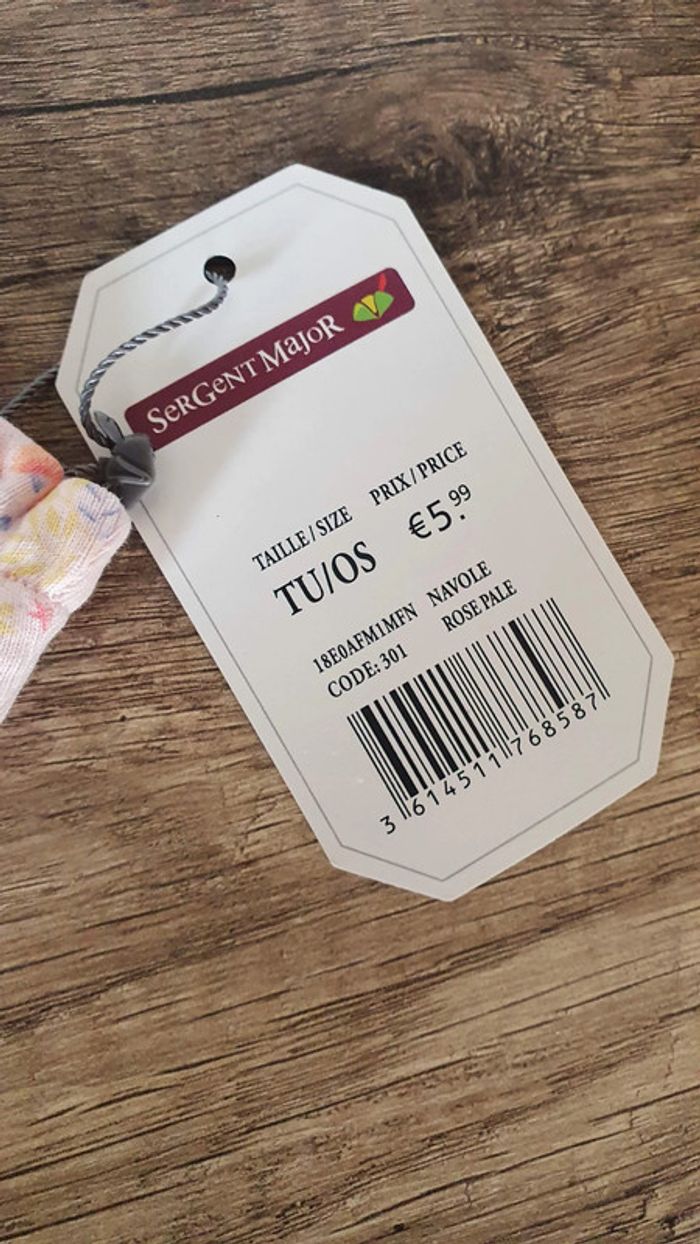 SERGENT MAJOR
TAILLE/SIZE PRIX/PRICE
TU/OS €5.99
18E0AFM1MFN NAVOLE
CODE: 301 ROSE PALE
3 614511 768587